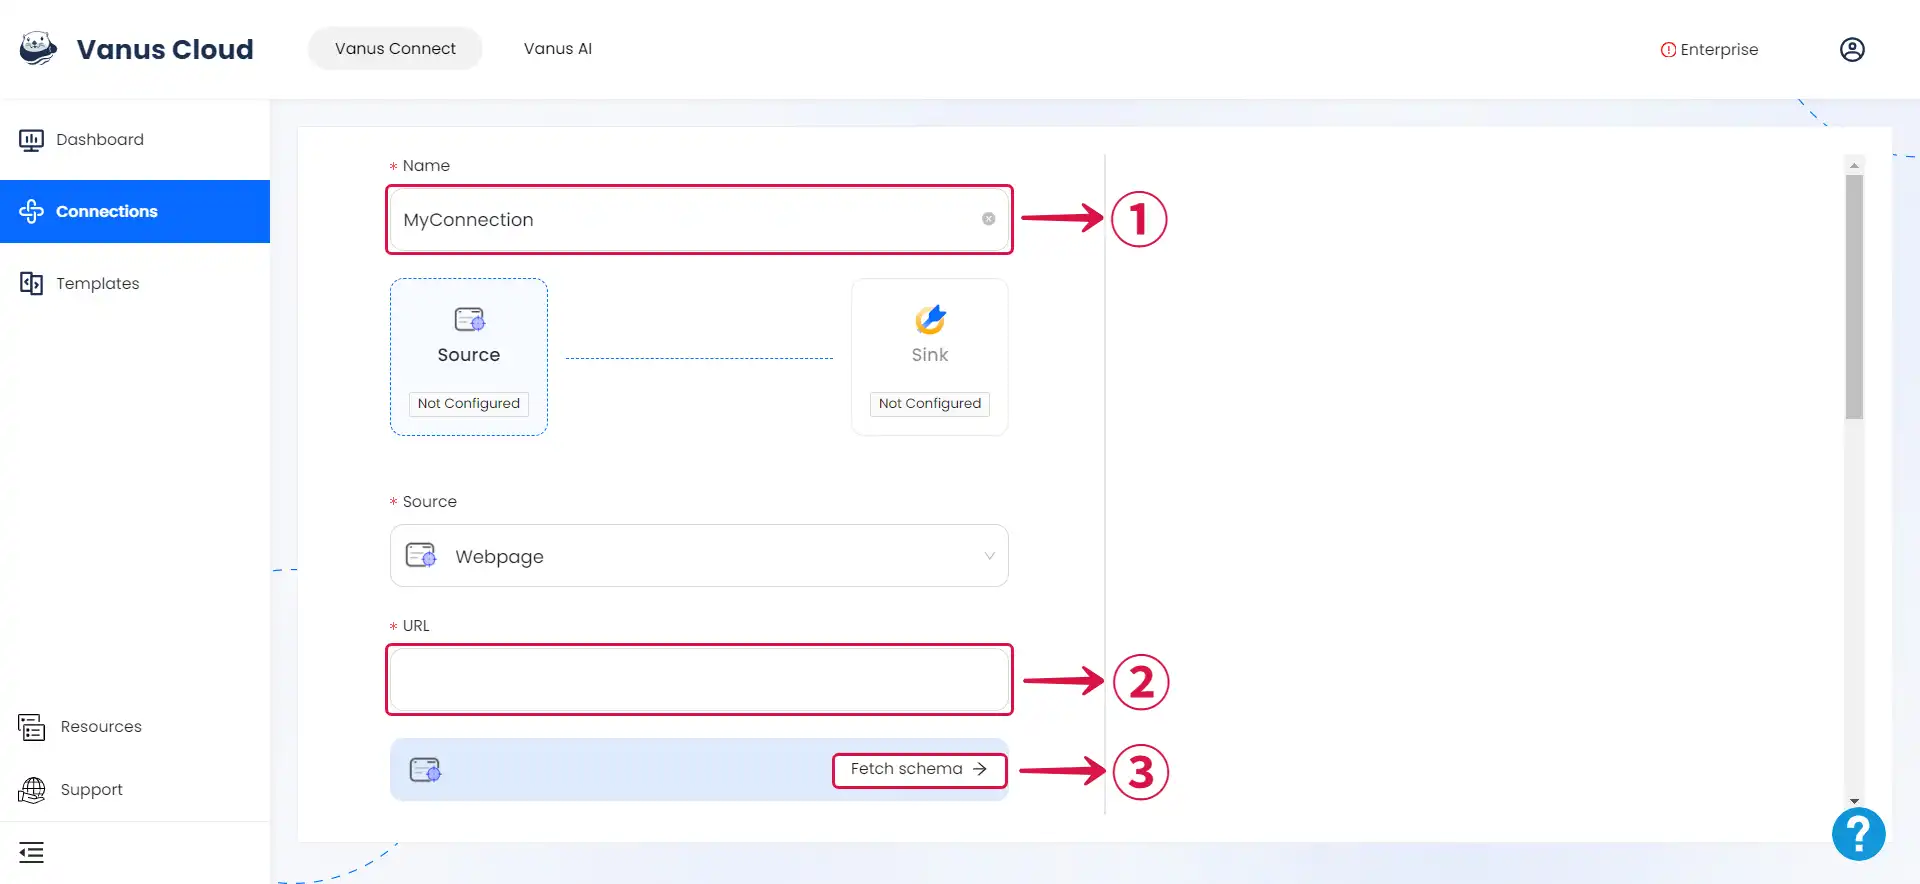 Vanus Cloud
Vanus Connect
Vanus AI
Enterprise
Dashboard
Connections
Templates
Resources
Support
* Name
MyConnection
1
Source
Not Configured
Sink
Not Configured
* Source
Webpage
* URL
2
Fetch schema →
3
?